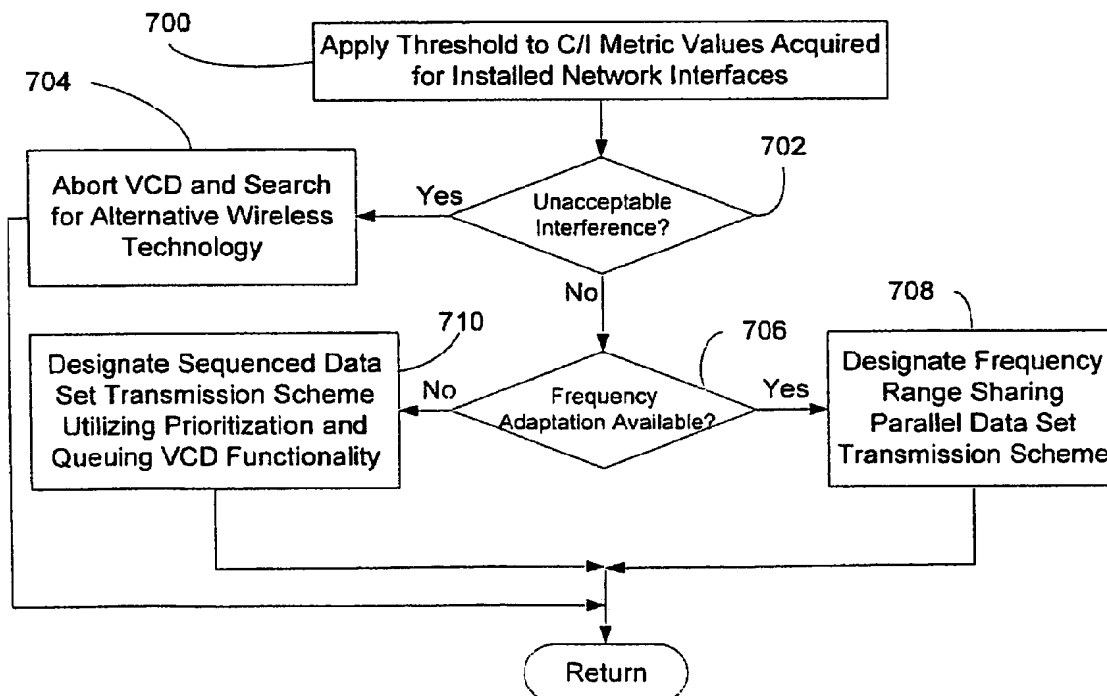 700
Apply Threshold to C/I Metric Values Acquired
for Installed Network Interfaces
704
702
Abort VCD and Search
for Alternative Wireless
Technology
Yes
Unacceptable
Interference?
No
710
706
708
Designate Sequenced Data
Set Transmission Scheme
Utilizing Prioritization and
Queuing VCD Functionality
No
Frequency
Adaptation Available?
Yes
Designate Frequency
Range Sharing
Parallel Data Set
Transmission Scheme
Return